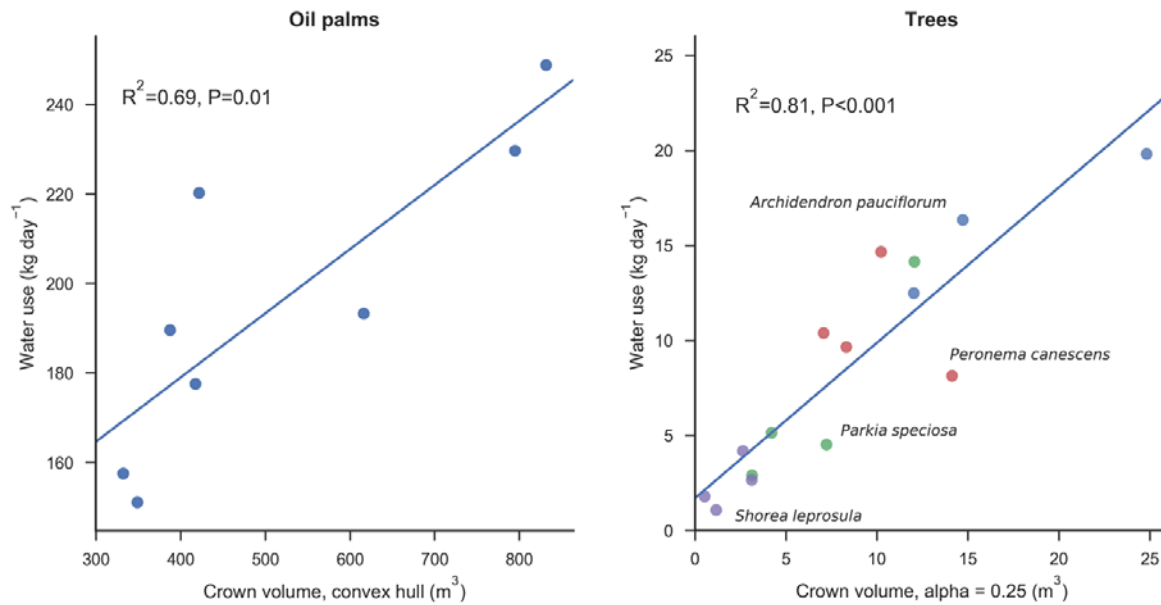 Oil palms
R²=0.69, P=0.01
240
220
200
180
160
300 400 500 600 700 800
Water use (kg day⁻¹)
Crown volume, convex hull (m³)
Trees
R²=0.81, P<0.001
25
20
15
10
5
0
0 5 10 15 20 25
Water use (kg day⁻¹)
Archidendron pauciflorum
Peronema canescens
Parkia speciosa
Shorea leprosula
Crown volume, alpha = 0.25 (m³)